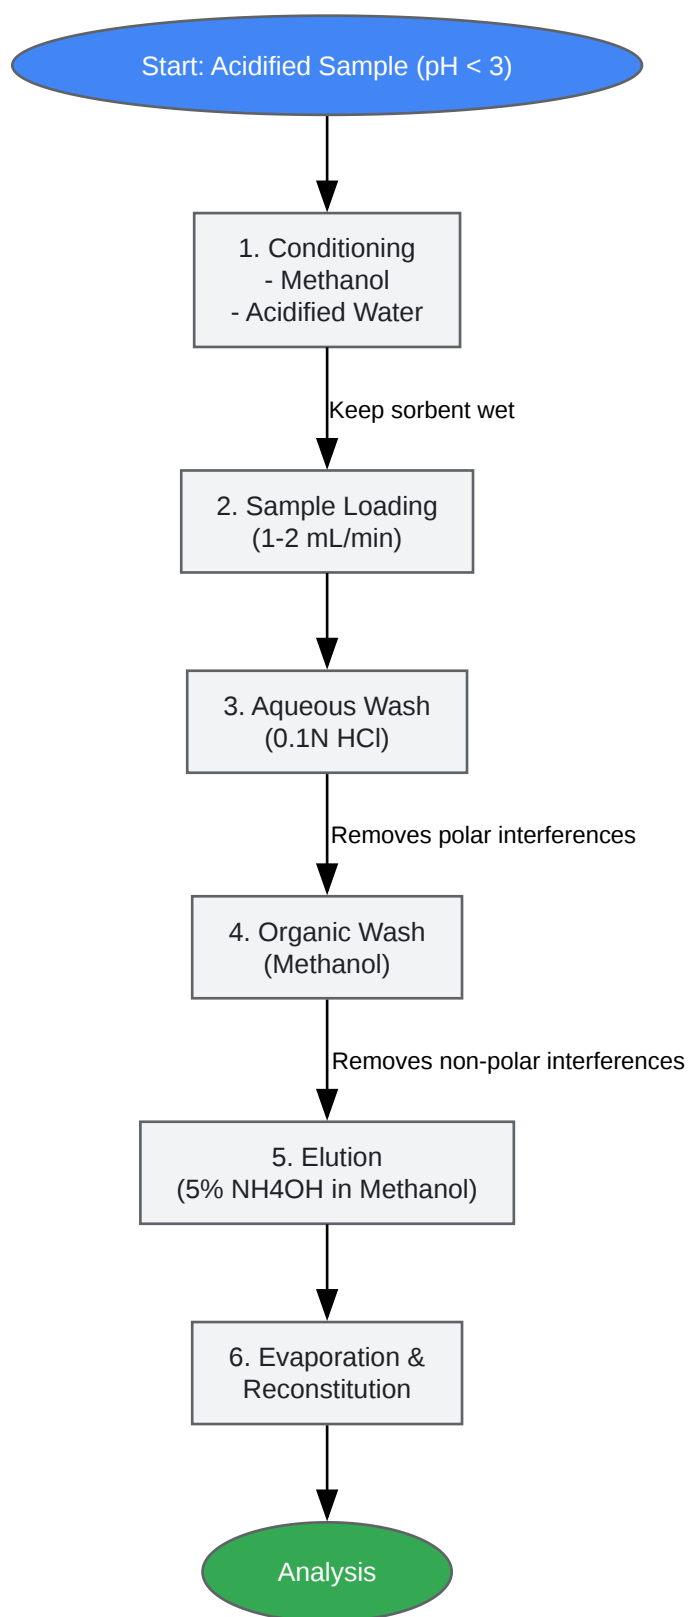 Start: Acidified Sample (pH < 3)
1. Conditioning
- Methanol
- Acidified Water
Keep sorbent wet
2. Sample Loading
(1-2 mL/min)
3. Aqueous Wash
(0.1N HCl)
Removes polar interferences
4. Organic Wash
(Methanol)
Removes non-polar interferences
5. Elution
(5% NH4OH in Methanol)
6. Evaporation &
Reconstitution
Analysis